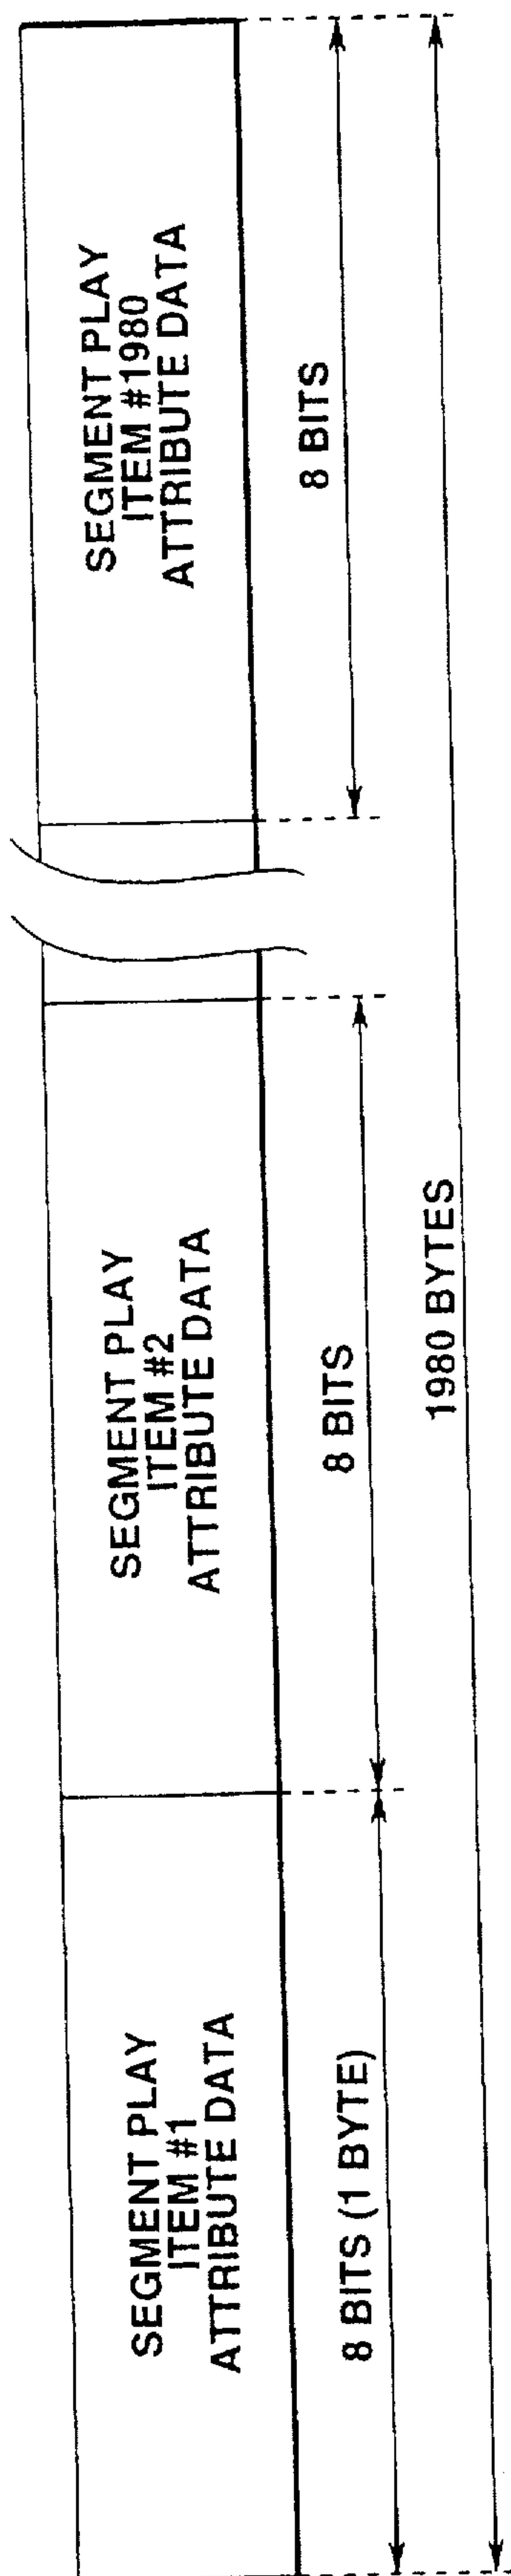 SEGMENT PLAY
ITEM #1
ATTRIBUTE DATA
SEGMENT PLAY
ITEM #2
ATTRIBUTE DATA
SEGMENT PLAY
ITEM #1980
ATTRIBUTE DATA
8 BITS (1 BYTE)
8 BITS
8 BITS
1980 BYTES